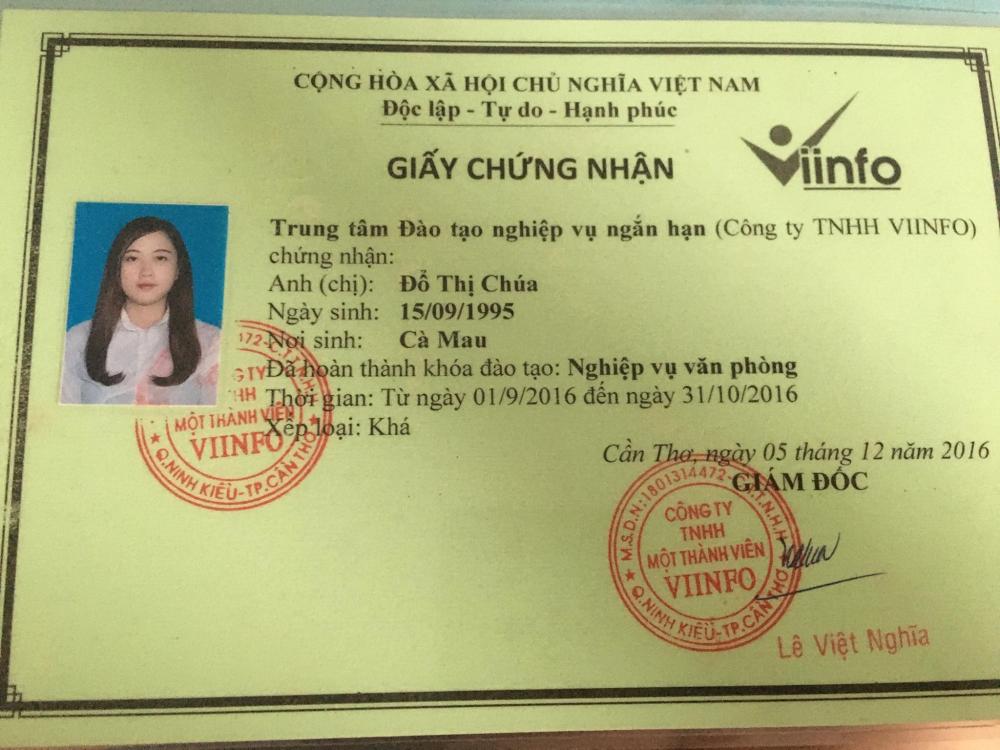 CỘNG HÒA XÃ HỘI CHỦ NGHĨA VIỆT NAM
Độc lập - Tự do - Hạnh phúc
Viinfo
GIẤY CHỨNG NHẬN
Trung tâm Đào tạo nghiệp vụ ngắn hạn (Công ty TNHH VIINFO)
chứng nhận:
Anh (chị): Đỗ Thị Chúa
Ngày sinh: 15/09/1995
Nơi sinh: Cà Mau
Đã hoàn thành khóa đào tạo: Nghiệp vụ văn phòng
Thời gian: Từ ngày 01/9/2016 đến ngày 31/10/2016
Xếp loại: Khá
TY
HH
MỘT THÀNH VIÊN
VIINFO
Q.NINH KIỀU-TP.CẦN THƠ
Cần Thơ, ngày 05 tháng 12 năm 2016
GIÁM ĐỐC
M.S.D.N:1801314472-C.T.T.N.H.H
CÔNG TY
TNHH
MỘT THÀNH VIÊN
VIINFO
Q.NINH KIỀU-TP.CẦN THƠ
Lê Việt Nghĩa